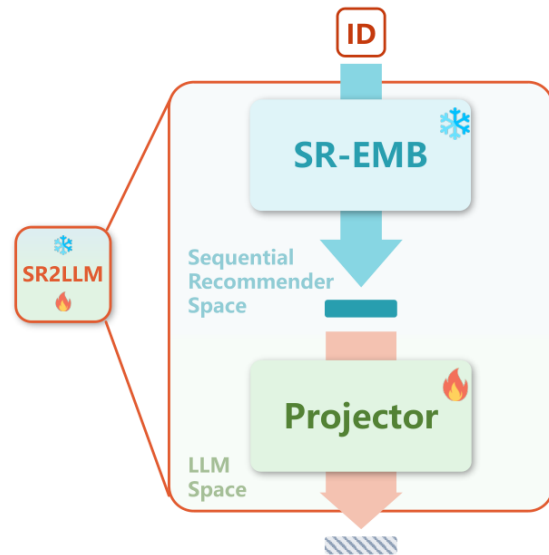 ID
SR-EMB
SR2LLM
Sequential
Recommender
Space
Projector
LLM
Space